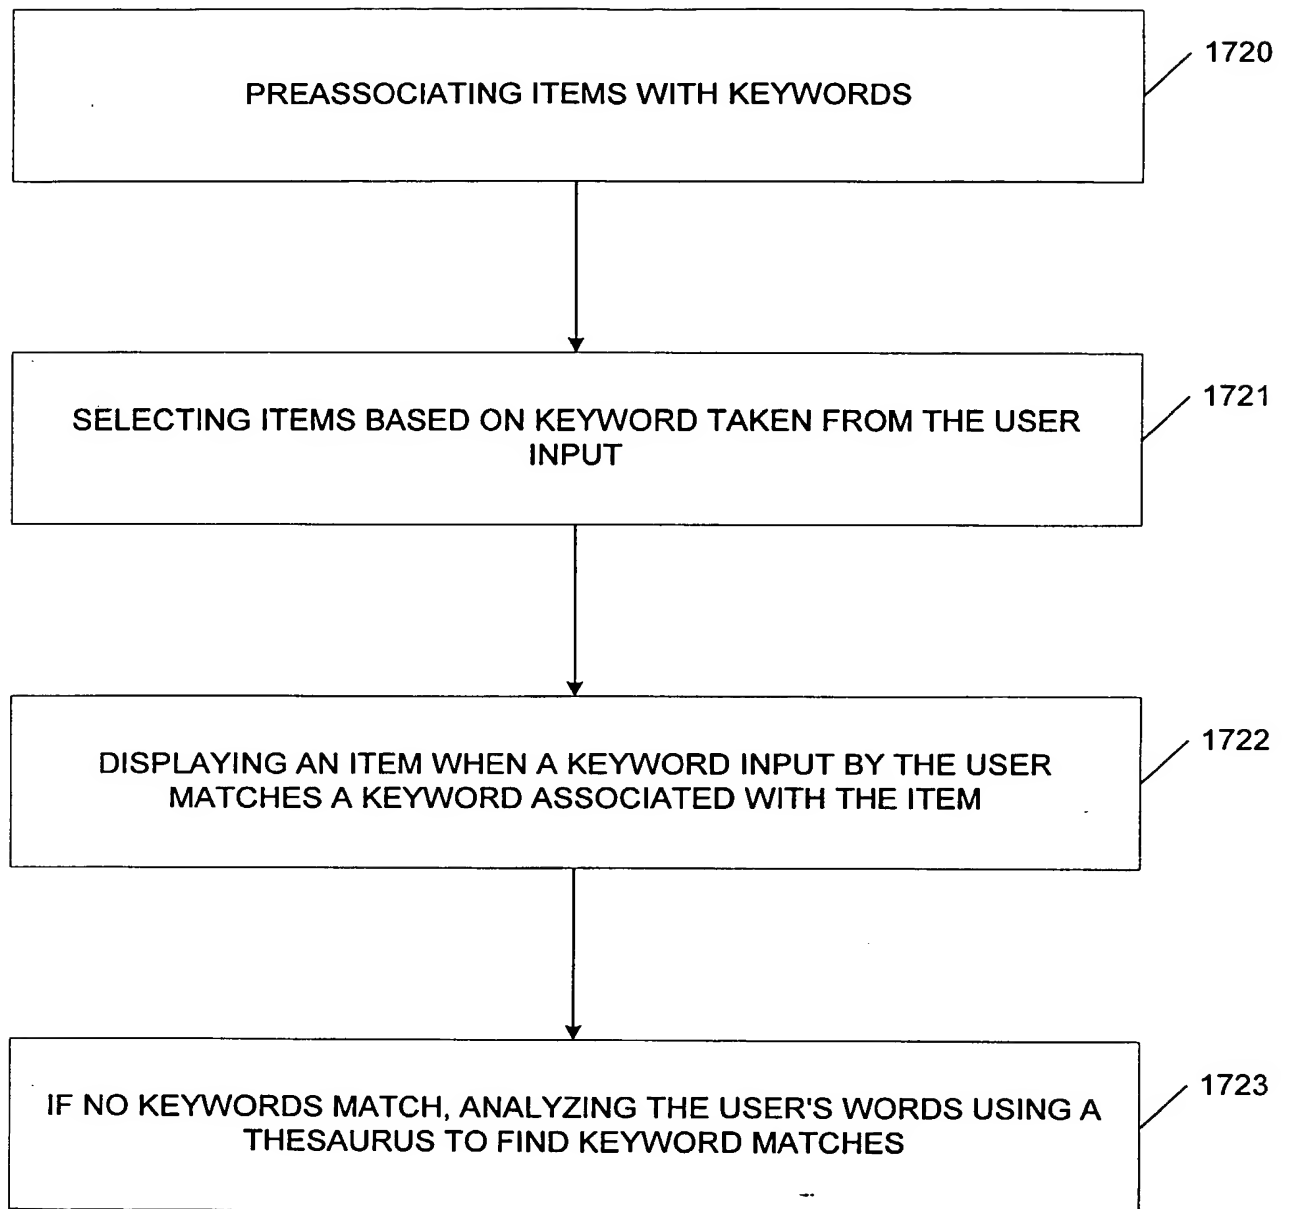 1720
PREASSOCIATING ITEMS WITH KEYWORDS
1721
SELECTING ITEMS BASED ON KEYWORD TAKEN FROM THE USER
INPUT
1722
DISPLAYING AN ITEM WHEN A KEYWORD INPUT BY THE USER
MATCHES A KEYWORD ASSOCIATED WITH THE ITEM
1723
IF NO KEYWORDS MATCH, ANALYZING THE USER'S WORDS USING A
THESAURUS TO FIND KEYWORD MATCHES